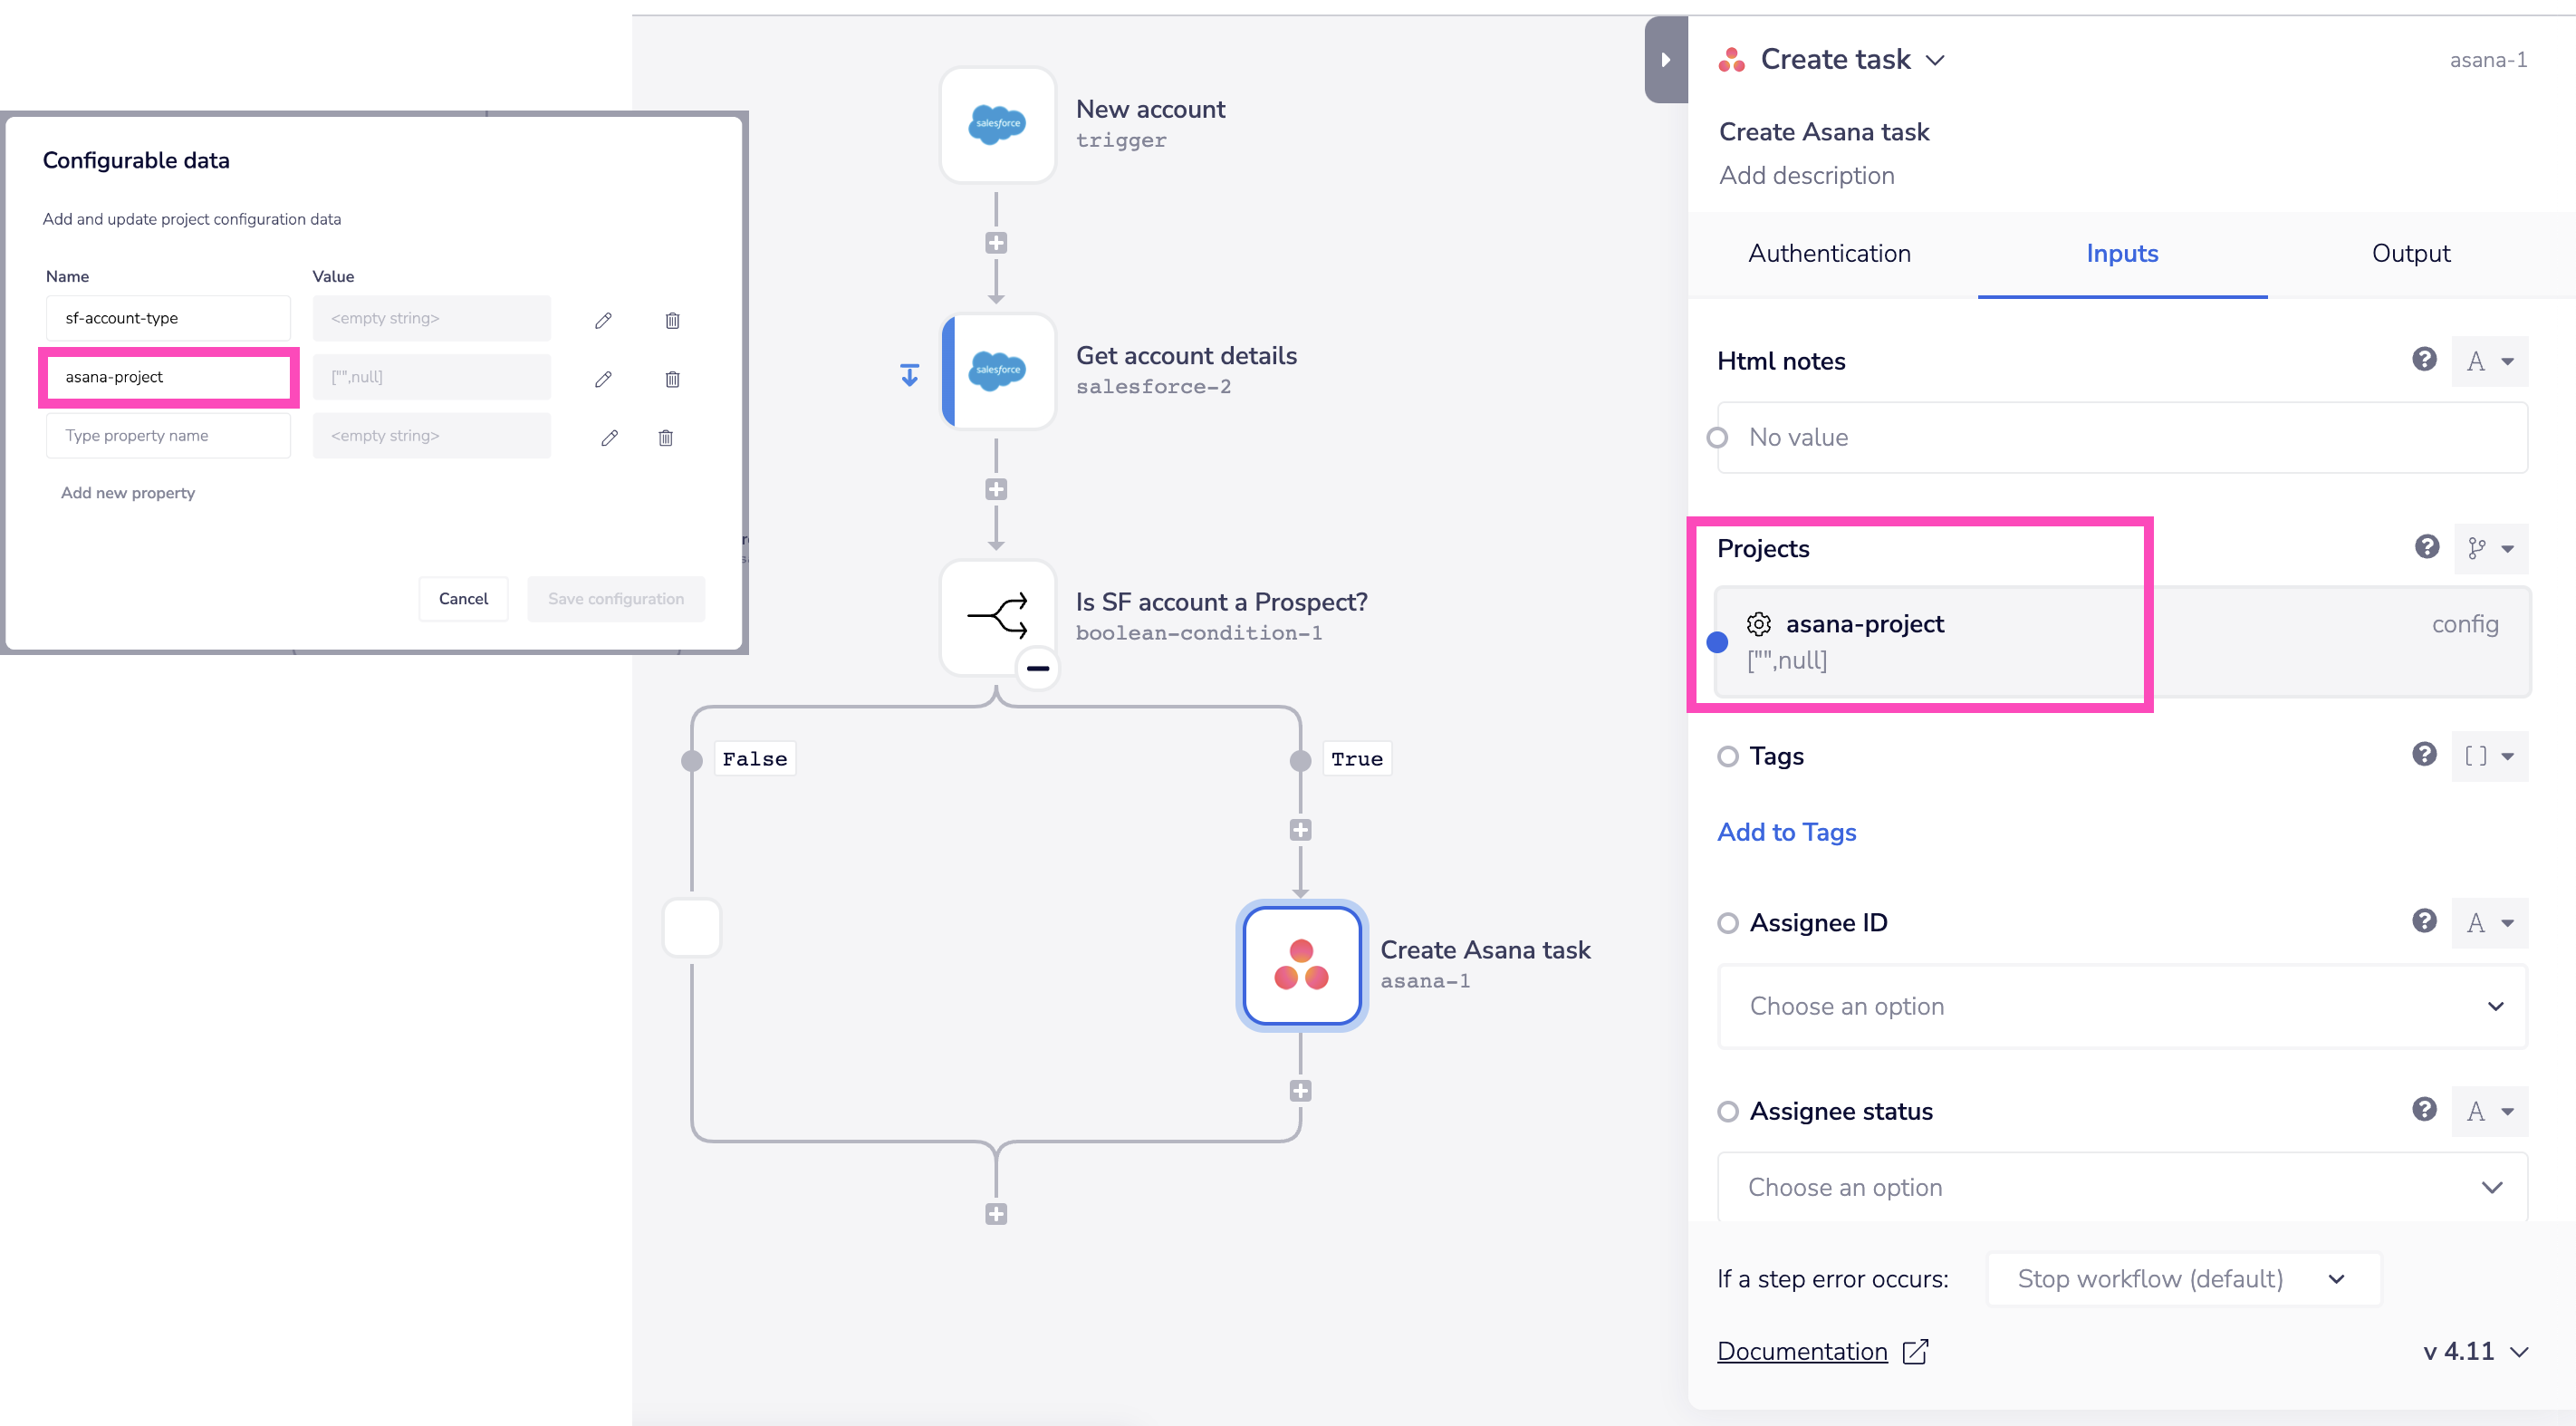 Configurable data
Add and update project configuration data
Name Value
sf-account-type <empty string>
asana-project ["",null]
Type property name <empty string>
Add new property
Cancel Save configuration
salesforce
New account
trigger
salesforce
Get account details
salesforce-2
Is SF account a Prospect?
boolean-condition-1
False True
Create Asana task
asana-1
Create task asana-1
Create Asana task
Add description
Authentication Inputs Output
Html notes ? A
No value
Projects ?
asana-project config
["",null]
Tags ? [ ]
Add to Tags
Assignee ID ? A
Choose an option
Assignee status ? A
Choose an option
If a step error occurs: Stop workflow (default)
Documentation v 4.11